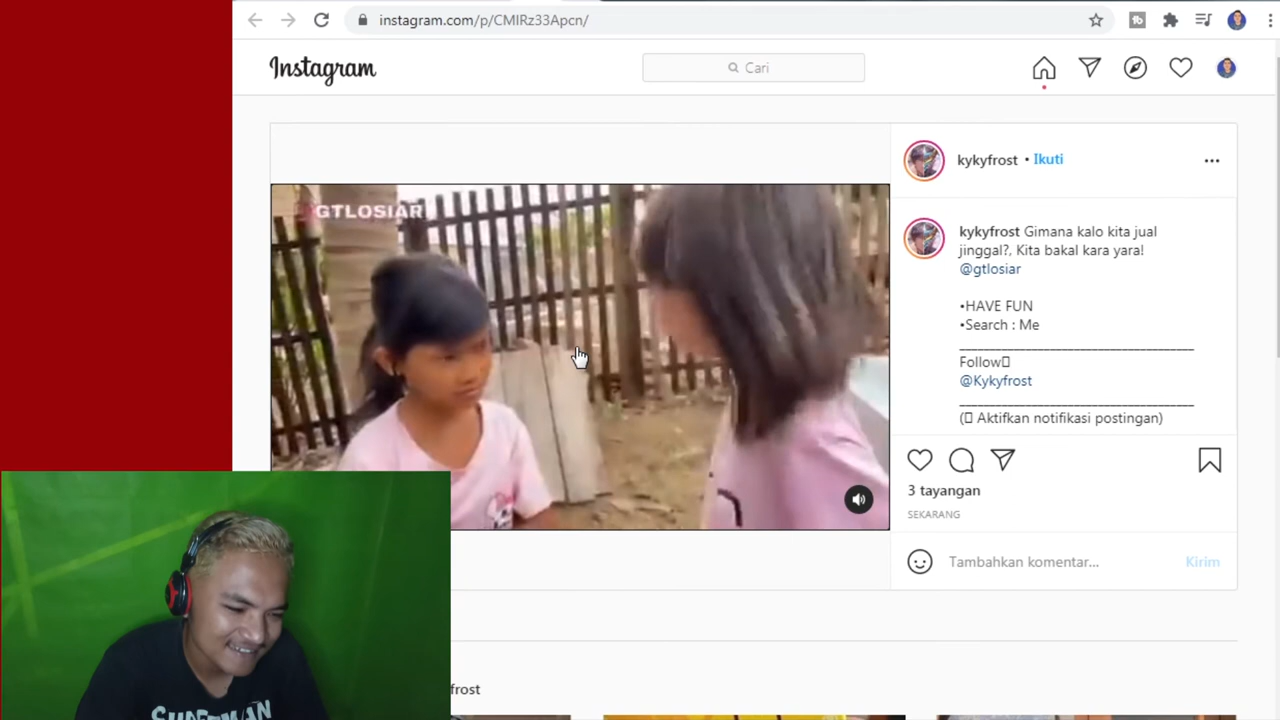 instagram.com/p/CMIRz33Apcn/
Instagram
Cari
GTLOSIAR
kykyfrost • Ikuti
kykyfrost Gimana kalo kita jual
jinggal?, Kita bakal kara yara!
@gtlosiar
•HAVE FUN
•Search : Me
Follow
@Kykyfrost
( Aktifkan notifikasi postingan)
3 tayangan
SEKARANG
Tambahkan komentar...
Kirim
frost
SUPERMAN